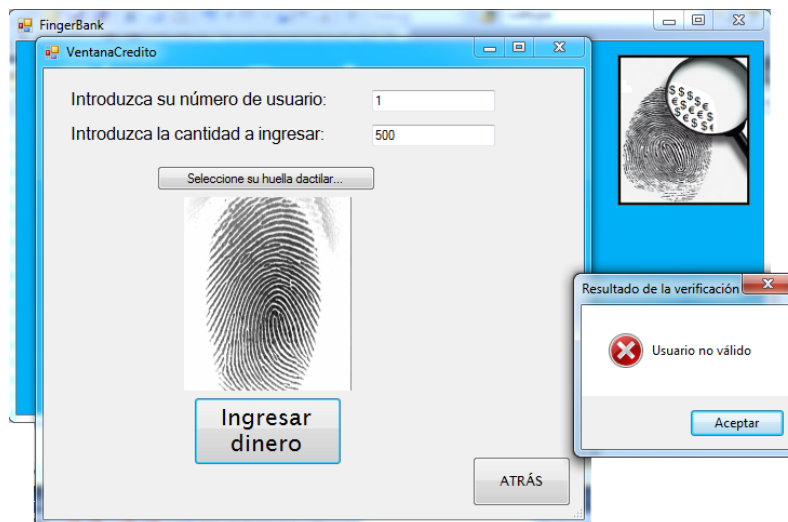 FingerBank
VentanaCredito
Introduzca su número de usuario:
1
Introduzca la cantidad a ingresar:
500
Seleccione su huella dactilar...
Ingresar
dinero
ATRÁS
$ $ $ $
€ $ $ $ €
€ $ € € $
€ $ $ €
Resultado de la verificación
Usuario no válido
Aceptar